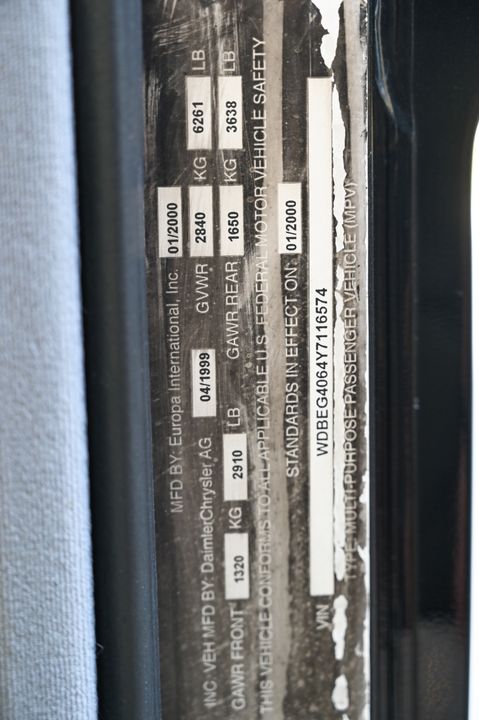 MFD BY: Europa International, Inc. 01/2000
INC VEH MFD BY: DaimlerChrysler AG 04/1999 GVWR 2840 KG 6261 LB
GAWR FRONT 1320 KG 2910 LB GAWR REAR 1650 KG 3638 LB
THIS VEHICLE CONFORMS TO ALL APPLICABLE U.S. FEDERAL MOTOR VEHICLE SAFETY
STANDARDS IN EFFECT ON: 01/2000
VIN WDBEG4064Y7116574
TYPE: MULTI-PURPOSE PASSENGER VEHICLE (MPV)